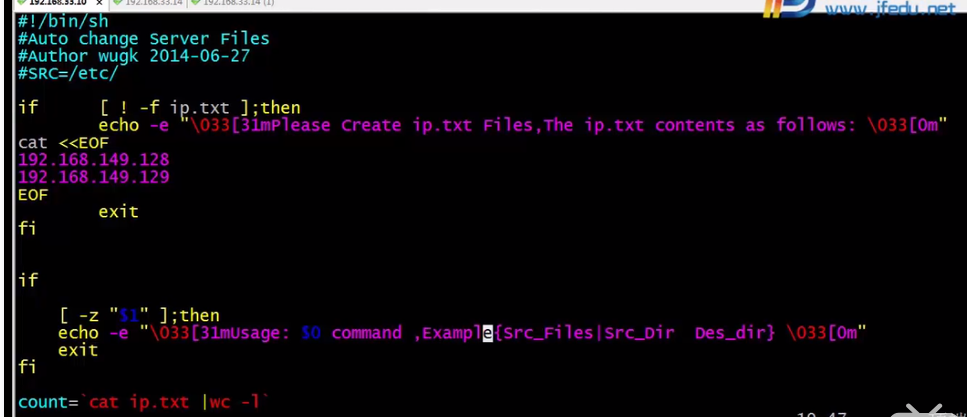 192.168.33.10 × 192.168.33.14 192.168.33.14 (1)
www.jfedu.net
#!/bin/sh
#Auto change Server Files
#Author wugk 2014-06-27
#SRC=/etc/
if [ ! -f ip.txt ];then
echo -e "\033[31mPlease Create ip.txt Files,The ip.txt contents as follows: \033[0m"
cat <<EOF
192.168.149.128
192.168.149.129
EOF
exit
fi
if
[ -z "$1" ];then
echo -e "\033[31mUsage: $0 command ,Example{Src_Files|Src_Dir Des_dir} \033[0m"
exit
fi
count=`cat ip.txt |wc -l`